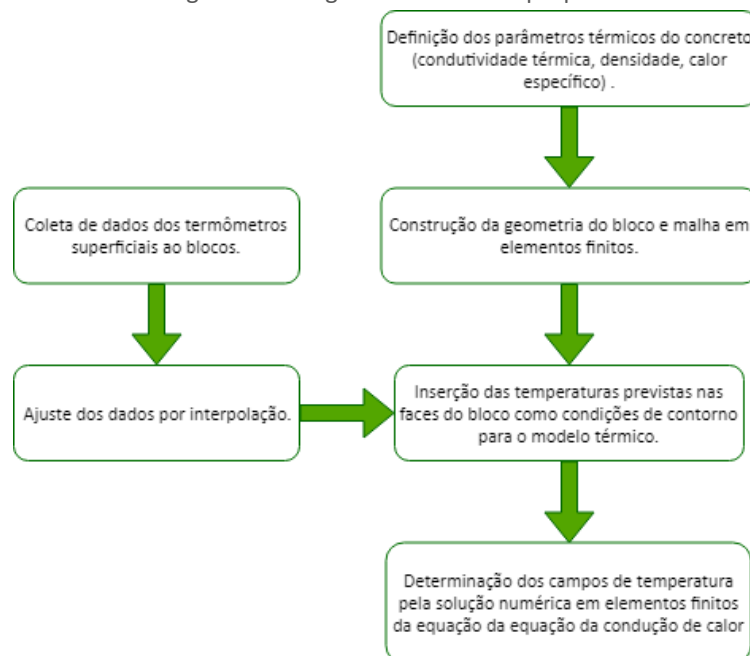 Definição dos parâmetros térmicos do concreto
(condutividade térmica, densidade, calor
específico) .
Coleta de dados dos termômetros
superficiais ao blocos.
Construção da geometria do bloco e malha em
elementos finitos.
Ajuste dos dados por interpolação.
Inserção das temperaturas previstas nas
faces do bloco como condições de contorno
para o modelo térmico.
Determinação dos campos de temperatura
pela solução numérica em elementos finitos
da equação da equação da condução de calor